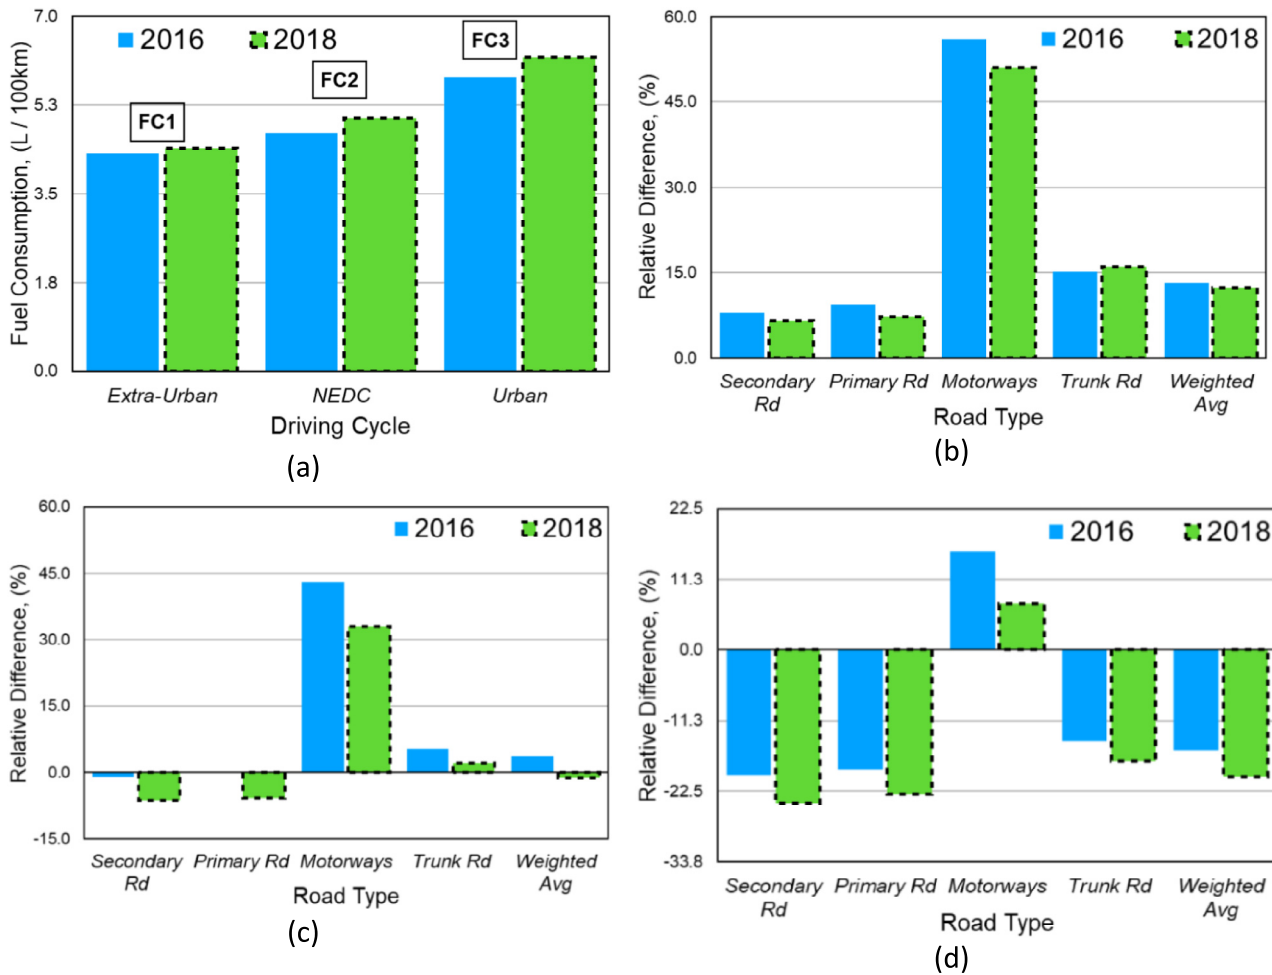 7.0
5.3
3.5
1.8
0.0
Fuel Consumption, (L / 100km)
2016
2018
FC1
FC2
FC3
Extra-Urban
NEDC
Urban
Driving Cycle
(a)
60.0
45.0
30.0
15.0
0.0
Relative Difference, (%)
2016
2018
Secondary
Rd
Primary Rd
Motorways
Trunk Rd
Weighted
Avg
Road Type
(b)
60.0
45.0
30.0
15.0
0.0
-15.0
Relative Difference, (%)
2016
2018
Secondary
Rd
Primary Rd
Motorways
Trunk Rd
Weighted
Avg
Road Type
(c)
22.5
11.3
0.0
-11.3
-22.5
-33.8
Relative Difference, (%)
2016
2018
Secondary
Rd
Primary Rd
Motorways
Trunk Rd
Weighted
Avg
Road Type
(d)